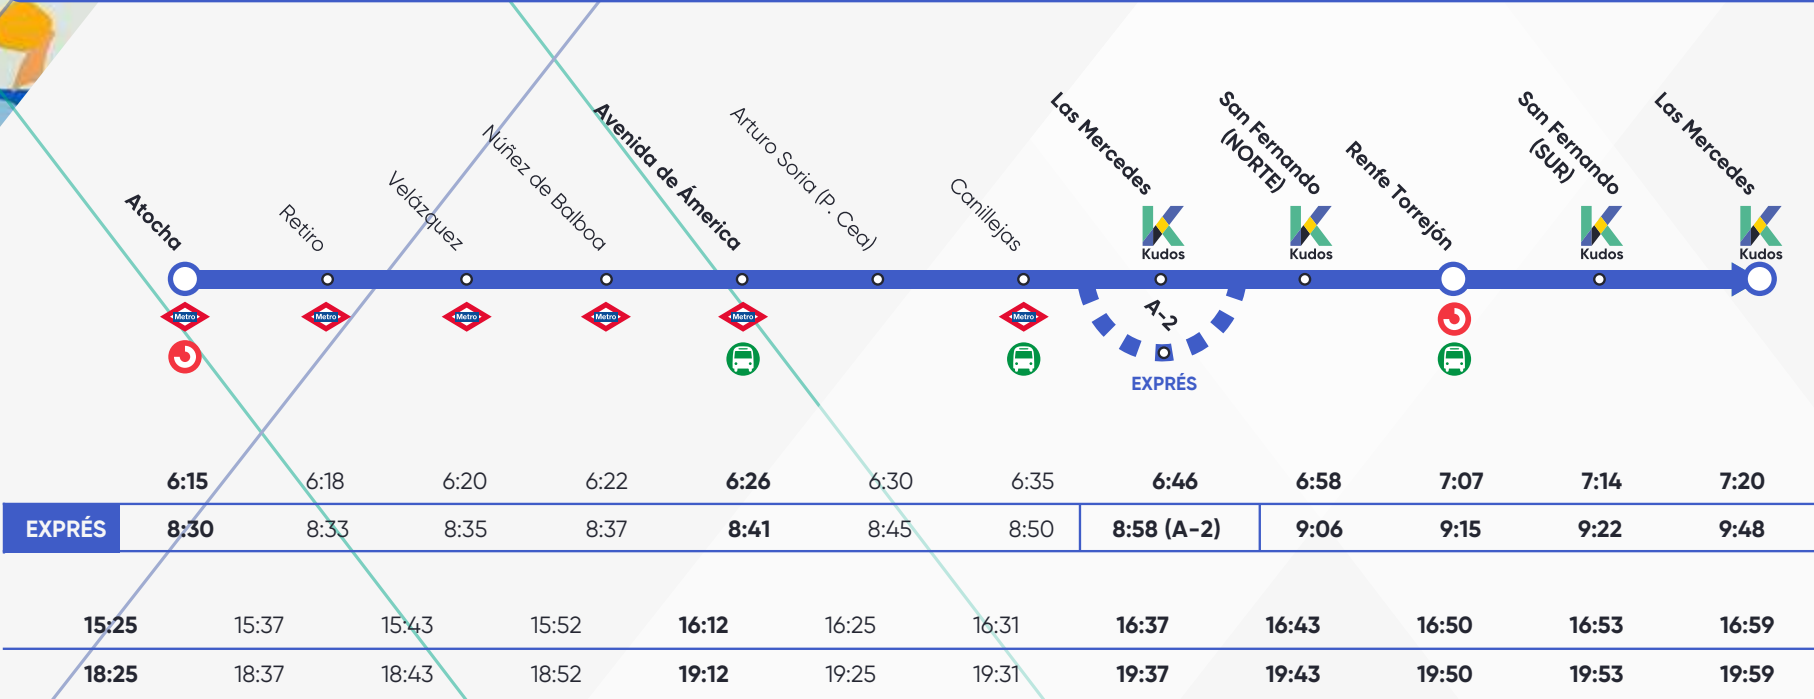 Atocha
Retiro
Velázquez
Núñez de Balboa
Avenida de Ámerica
Arturo Soria (P. Cea)
Canillejas
Las Mercedes
San Fernando
(NORTE)
Renfe Torrejón
San Fernando
(SUR)
Las Mercedes
Kudos Kudos Kudos Kudos
Metro Metro Metro Metro Metro Metro
A-2
EXPRÉS
6:15 6:18 6:20 6:22 6:26 6:30 6:35 6:46 6:58 7:07 7:14 7:20
EXPRÉS 8:30 8:33 8:35 8:37 8:41 8:45 8:50 8:58 (A-2) 9:06 9:15 9:22 9:48
15:25 15:37 15:43 15:52 16:12 16:25 16:31 16:37 16:43 16:50 16:53 16:59
18:25 18:37 18:43 18:52 19:12 19:25 19:31 19:37 19:43 19:50 19:53 19:59